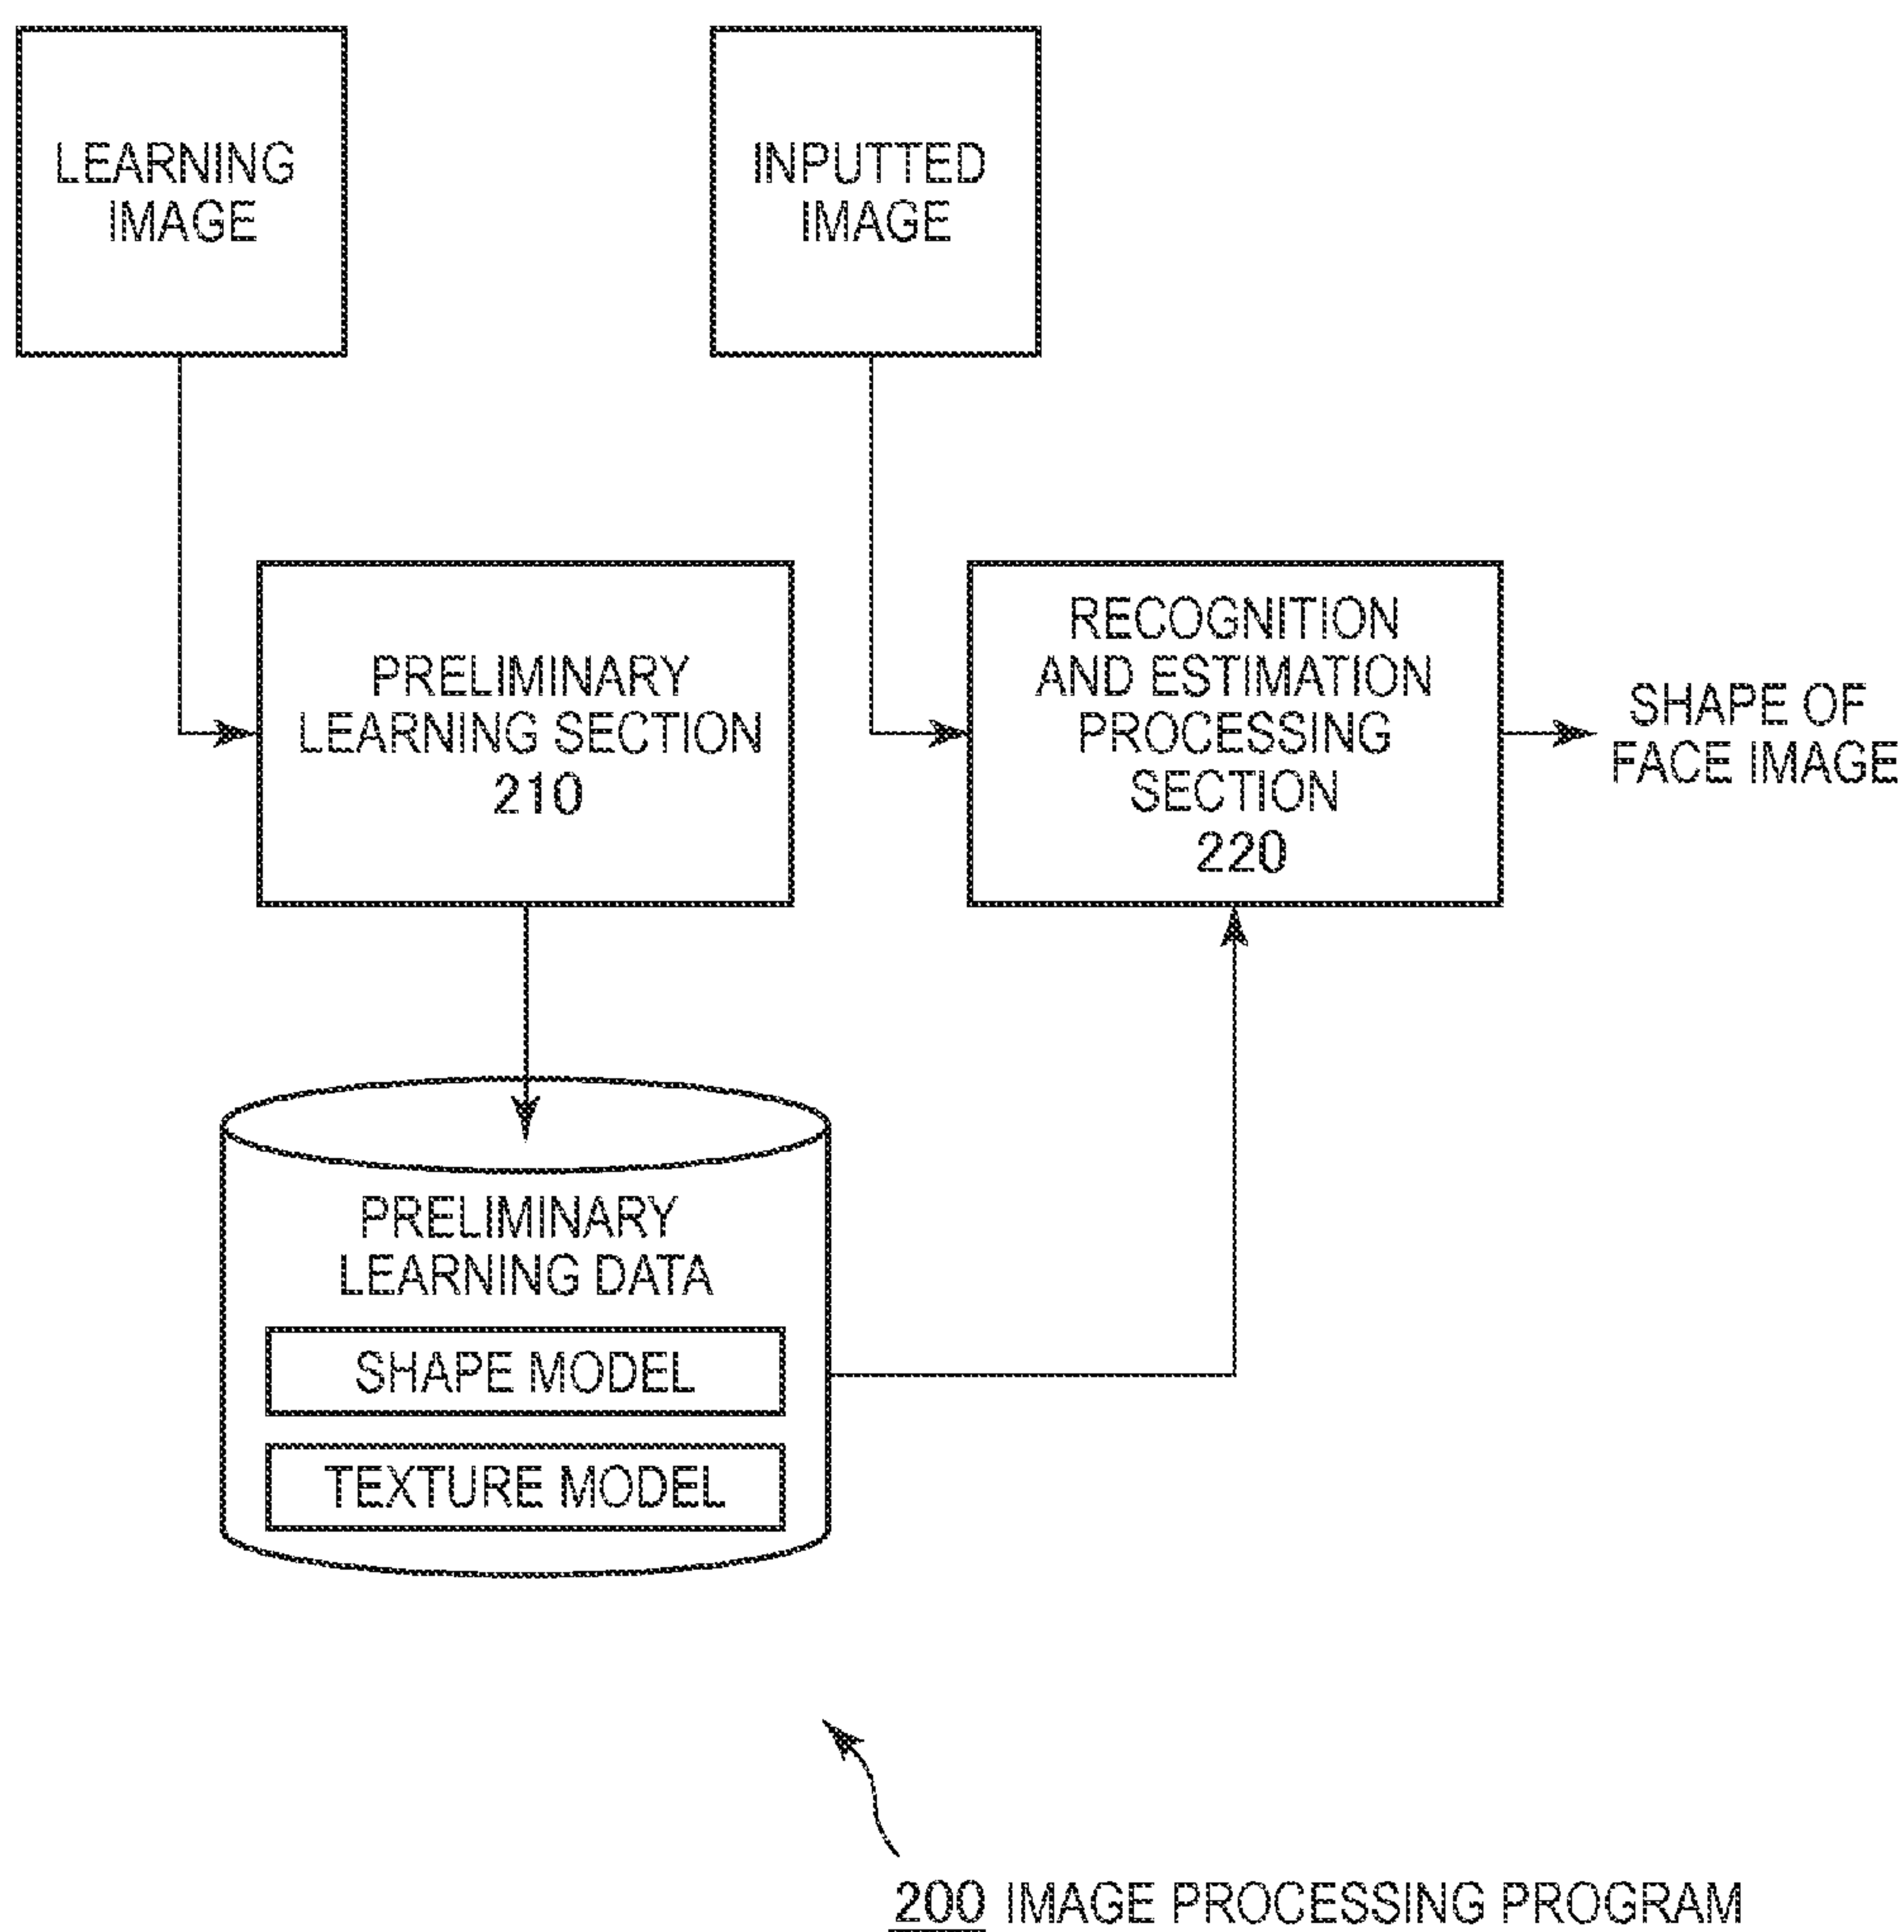 LEARNING
IMAGE
INPUTTED
IMAGE
PRELIMINARY
LEARNING SECTION
210
RECOGNITION
AND ESTIMATION
PROCESSING
SECTION
220
SHAPE OF
FACE IMAGE
PRELIMINARY
LEARNING DATA
SHAPE MODEL
TEXTURE MODEL
200 IMAGE PROCESSING PROGRAM